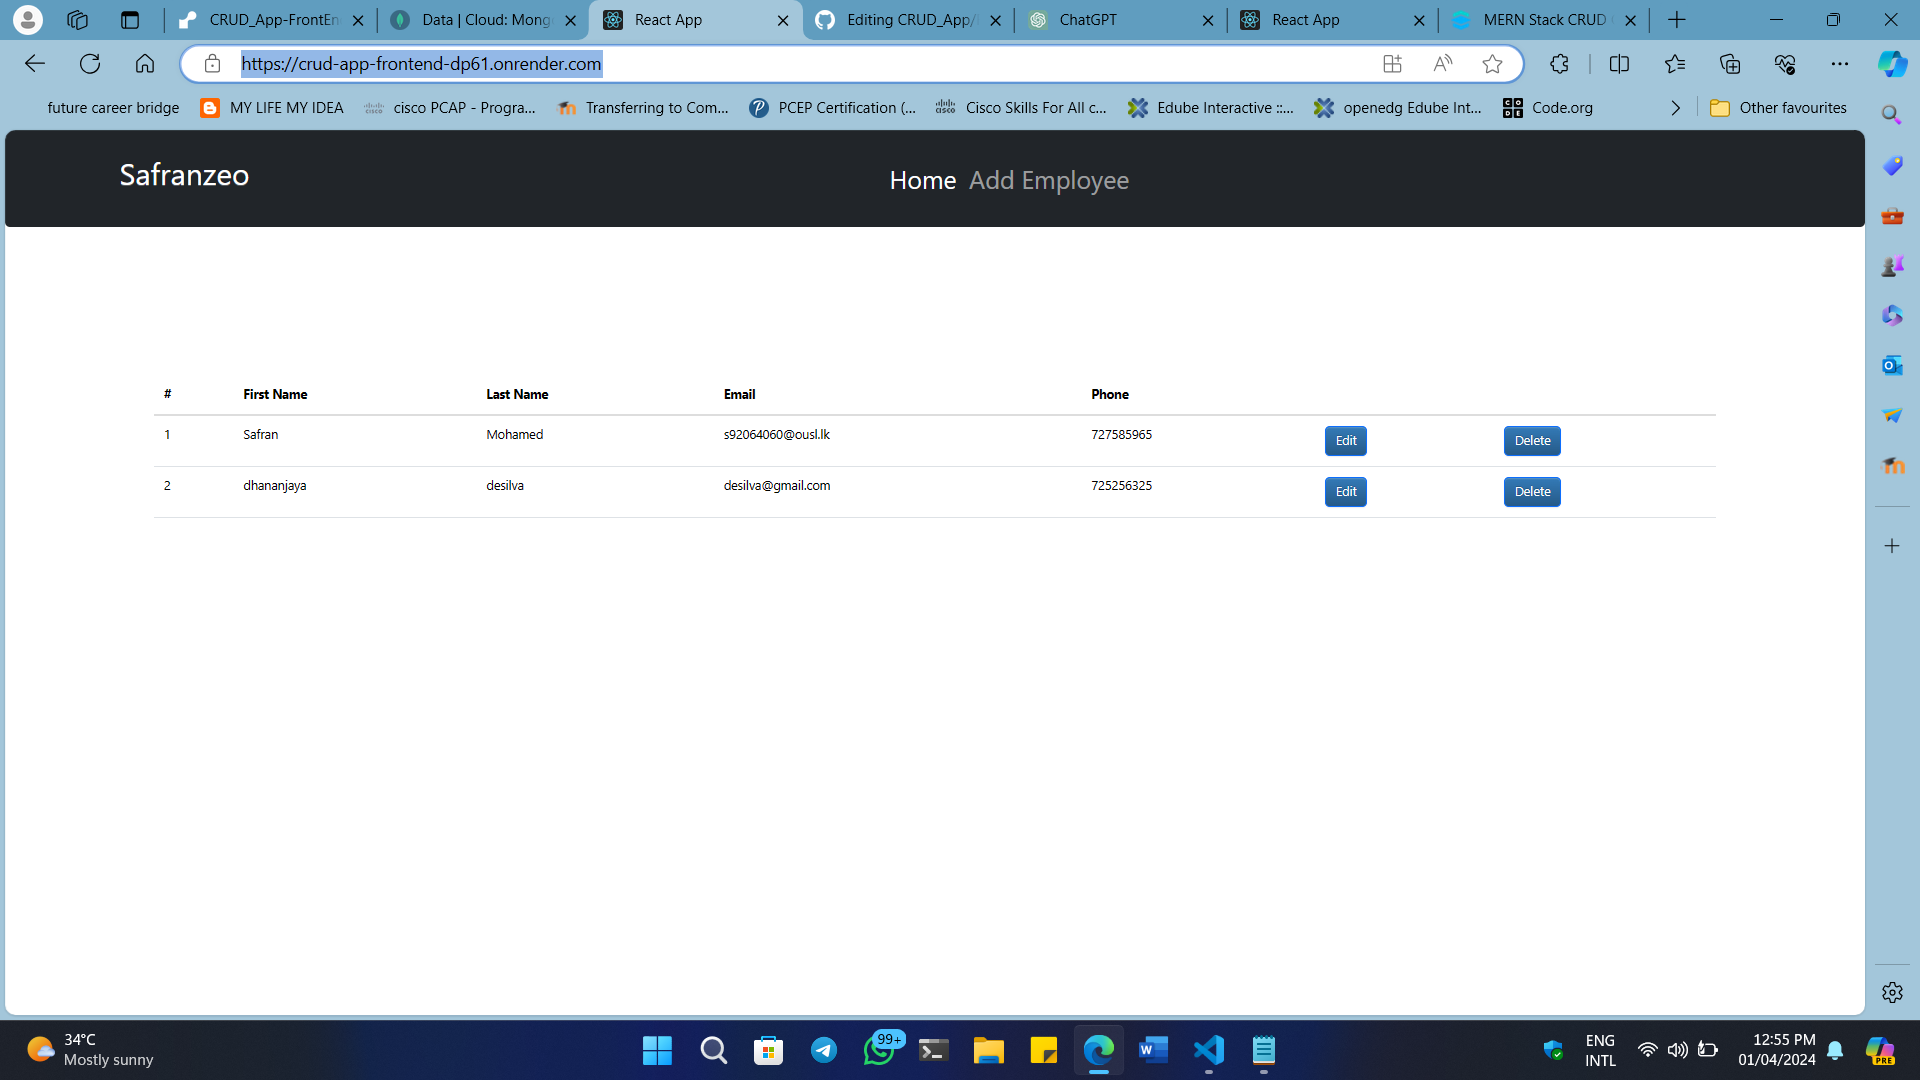 CRUD_App-FrontEn
Data | Cloud: Mong
React App
Editing CRUD_App/
ChatGPT
React App
MERN Stack CRUD
https://crud-app-frontend-dp61.onrender.com
future career bridge
MY LIFE MY IDEA
cisco PCAP - Progra...
Transferring to Com...
PCEP Certification (...
Cisco Skills For All c...
Edube Interactive ::...
openedg Edube Int...
Code.org
Other favourites
Safranzeo
Home Add Employee
# First Name Last Name Email Phone
1 Safran Mohamed s92064060@ousl.lk 727585965 Edit Delete
2 dhananjaya desilva desilva@gmail.com 725256325 Edit Delete
34°C
Mostly sunny
99+
ENG
INTL
12:55 PM
01/04/2024
PRE